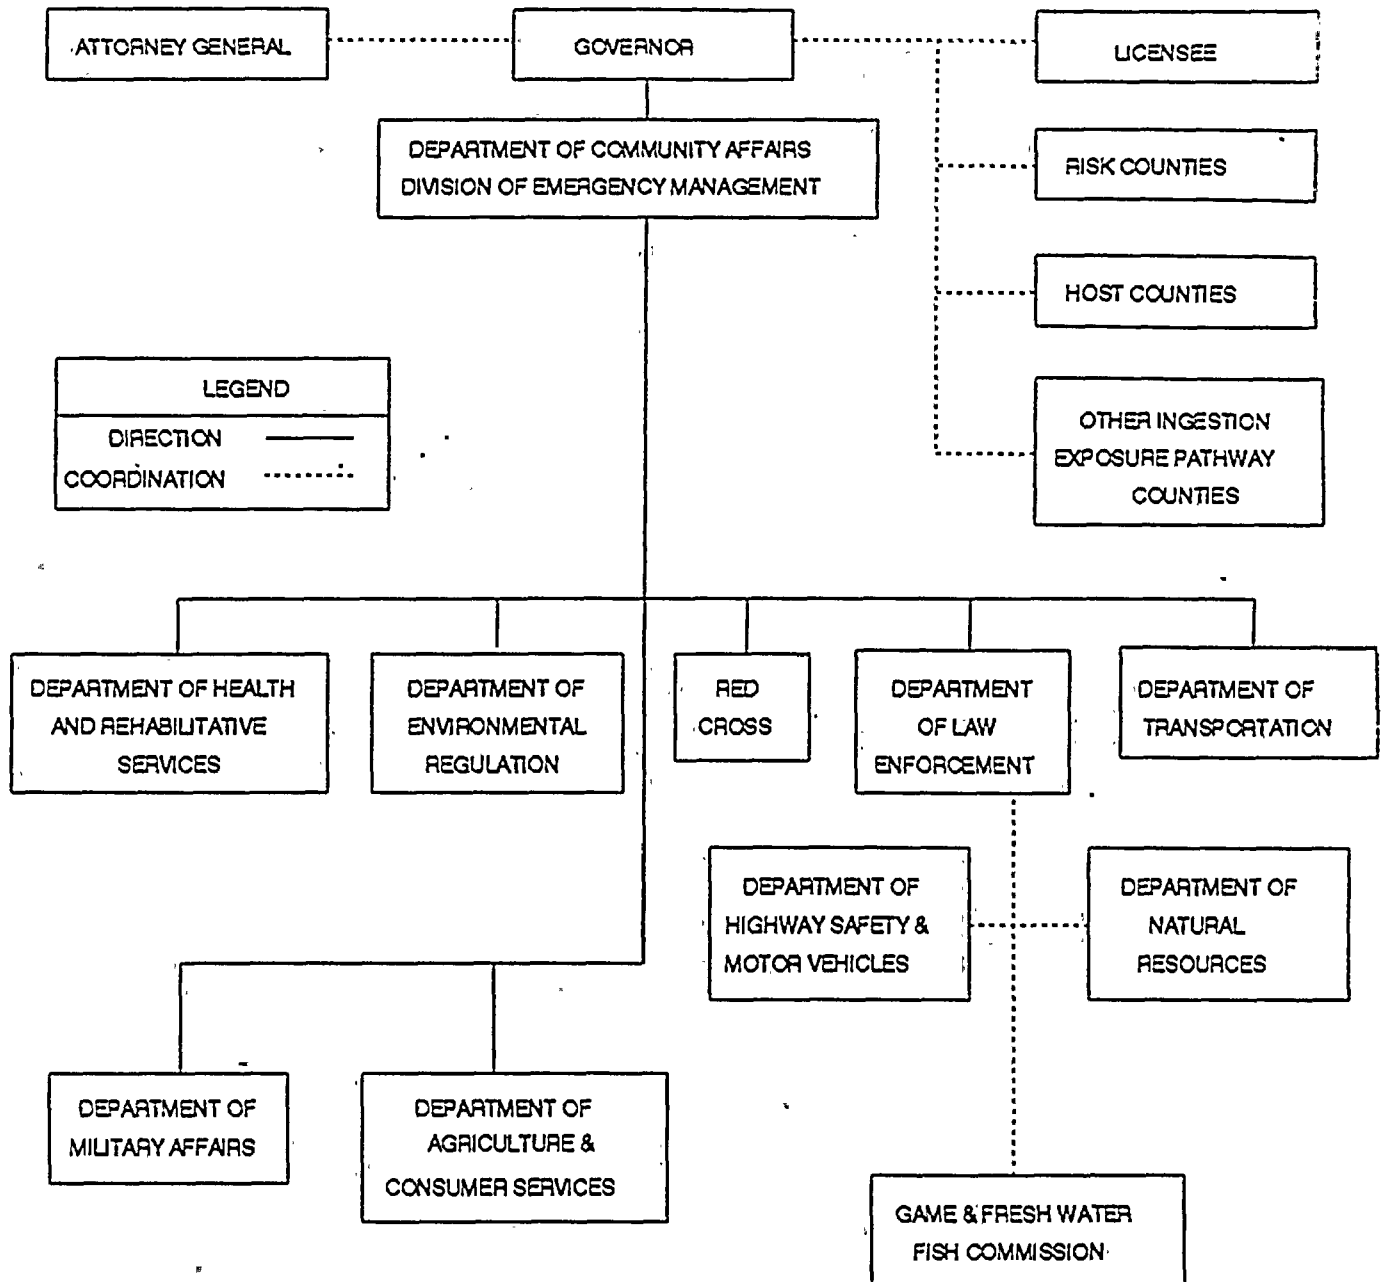 ATTORNEY GENERAL
GOVERNOR
LICENSEE
DEPARTMENT OF COMMUNITY AFFAIRS
DIVISION OF EMERGENCY MANAGEMENT
RISK COUNTIES
HOST COUNTIES
LEGEND
DIRECTION
COORDINATION
OTHER INGESTION
EXPOSURE PATHWAY
COUNTIES
DEPARTMENT OF HEALTH
AND REHABILITATIVE
SERVICES
DEPARTMENT OF
ENVIRONMENTAL
REGULATION
RED
CROSS
DEPARTMENT
OF LAW
ENFORCEMENT
DEPARTMENT OF
TRANSPORTATION
DEPARTMENT OF
HIGHWAY SAFETY &
MOTOR VEHICLES
DEPARTMENT OF
NATURAL
RESOURCES
DEPARTMENT OF
MILITARY AFFAIRS
DEPARTMENT OF
AGRICULTURE &
CONSUMER SERVICES
GAME & FRESH WATER
FISH COMMISSION